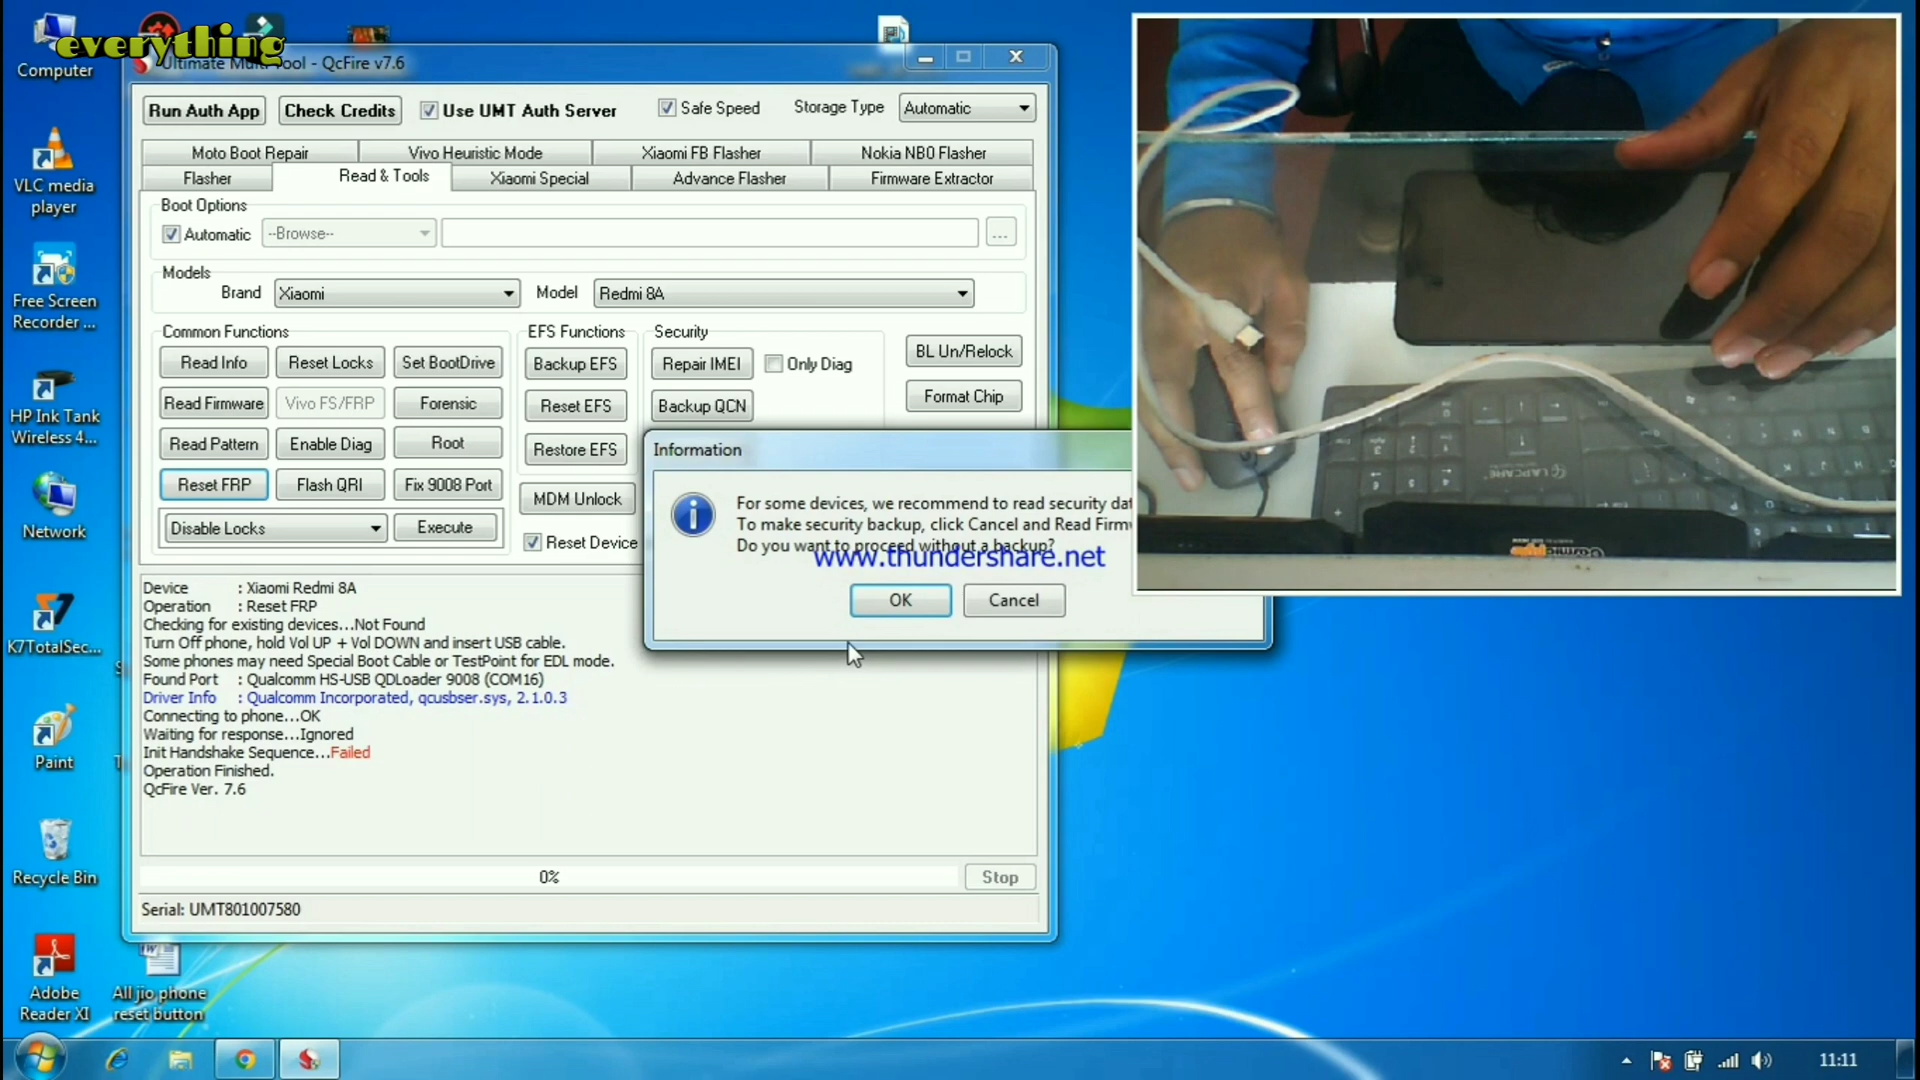 everything
Computer
VLC media
player
Free Screen
Recorder ...
HP Ink Tank
Wireless 4...
Network
K7TotalSec...
Paint
Recycle Bin
Adobe
Reader XI
All jio phone
reset button
Ultimate Multi Tool - QcFire v7.6
Run Auth App
Check Credits
Use UMT Auth Server
Safe Speed
Storage Type
Automatic
Moto Boot Repair
Vivo Heuristic Mode
Xiaomi FB Flasher
Nokia NB0 Flasher
Flasher
Read & Tools
Xiaomi Special
Advance Flasher
Firmware Extractor
Boot Options
Automatic
--Browse--
...
Models
Brand
Xiaomi
Model
Redmi 8A
Common Functions
Read Info
Reset Locks
Set BootDrive
Read Firmware
Vivo FS/FRP
Forensic
Read Pattern
Enable Diag
Root
Reset FRP
Flash QRI
Fix 9008 Port
Disable Locks
Execute
EFS Functions
Backup EFS
Reset EFS
Restore EFS
MDM Unlock
Reset Device
Security
Repair IMEI
Only Diag
Backup QCN
BL Un/Relock
Format Chip
Information
For some devices, we recommend to read security dat
To make security backup, click Cancel and Read Firm
Do you want to proceed without a backup?
www.thundershare.net
OK
Cancel
Device : Xiaomi Redmi 8A
Operation : Reset FRP
Checking for existing devices...Not Found
Turn Off phone, hold Vol UP + Vol DOWN and insert USB cable.
Some phones may need Special Boot Cable or TestPoint for EDL mode.
Found Port : Qualcomm HS-USB QDLoader 9008 (COM16)
Driver Info : Qualcomm Incorporated, qcusbser.sys, 2.1.0.3
Connecting to phone...OK
Waiting for response...Ignored
Init Handshake Sequence...Failed
Operation Finished.
QcFire Ver. 7.6
0%
Stop
Serial: UMT801007580
LAPCARE
11:11